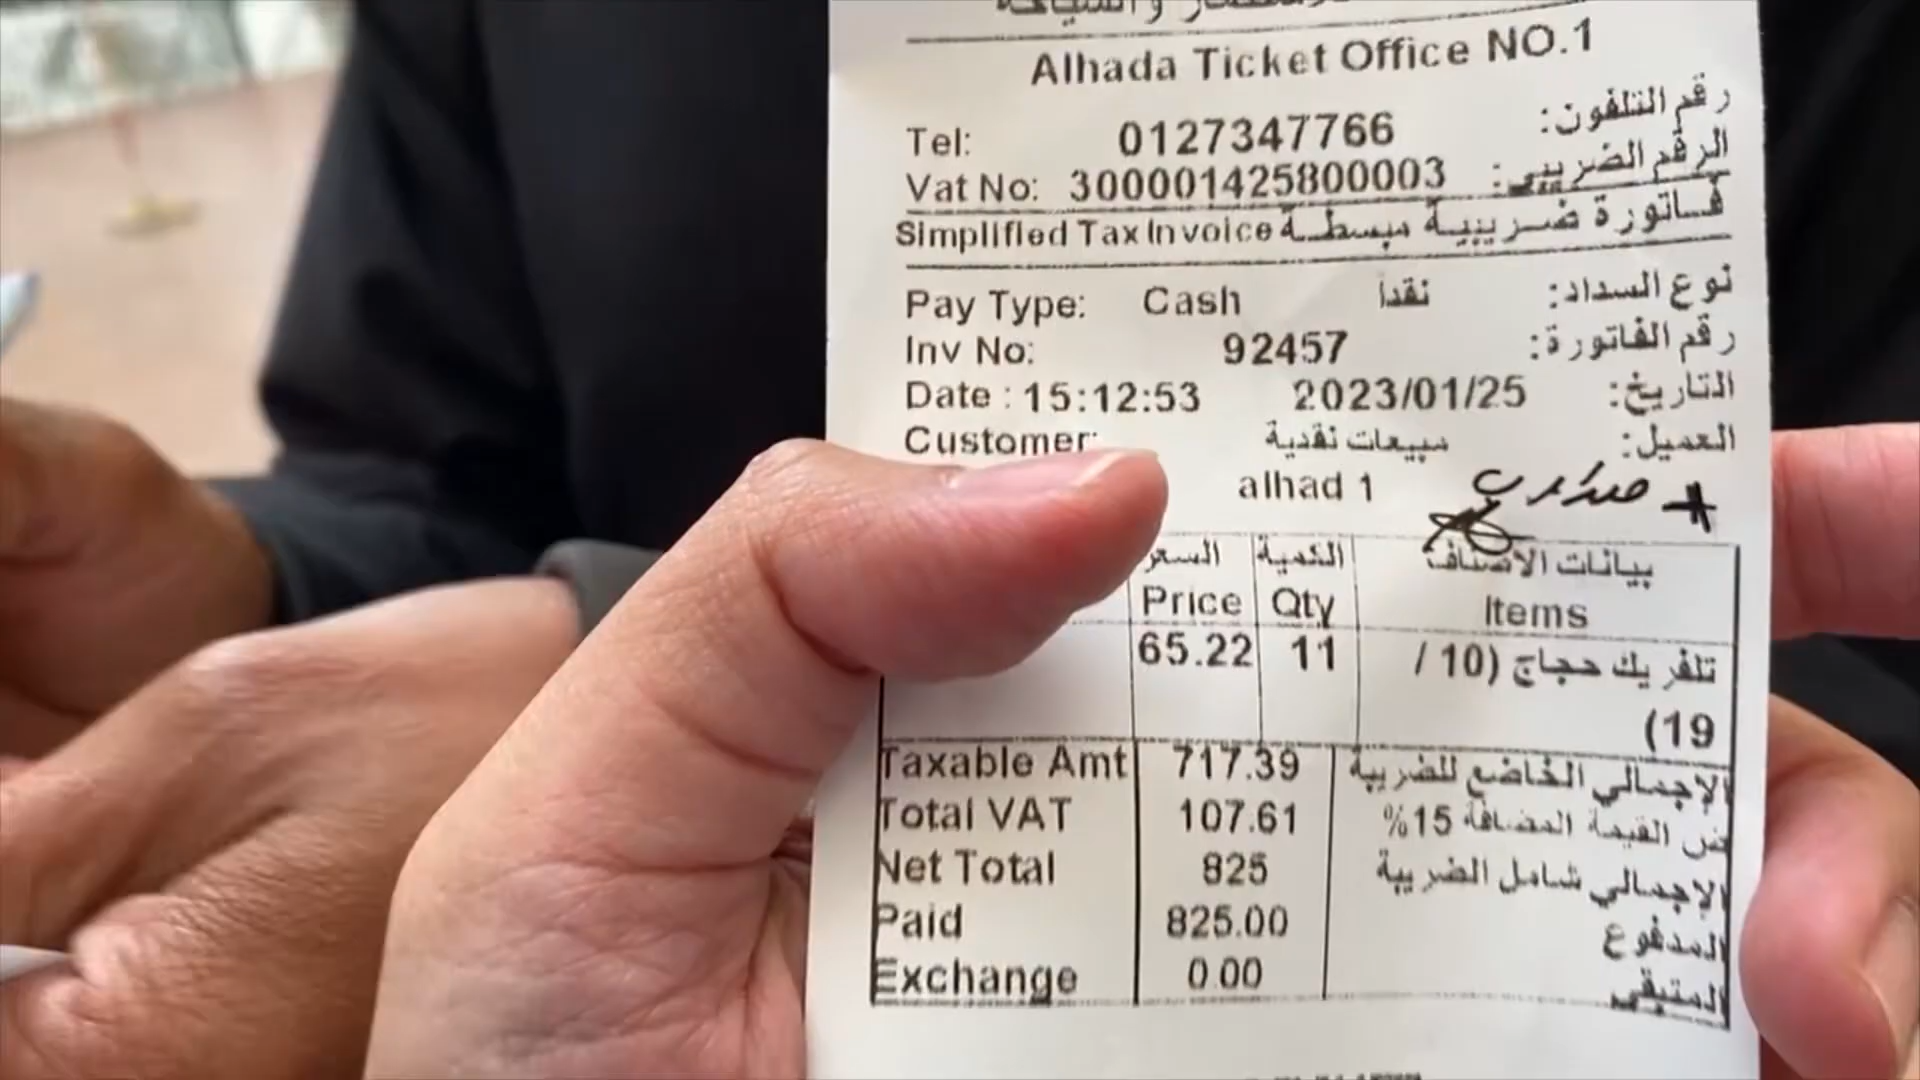 Alhada Ticket Office NO.1
Tel: 0127347766 رقم التلفون:
Vat No: 300001425800003 الرقم الضريبي:
Simplified Tax Invoice فاتورة ضريبية مبسطة
Pay Type: Cash نقدا نوع السداد:
Inv No: 92457 رقم الفاتورة:
Date : 15:12:53 2023/01/25 التاريخ:
Customer: مبيعات نقدية العميل:
alhad 1
السعر الكمية بيانات الاصناف
Price Qty Items
65.22 11 تلفريك حجاج (10 /
19)
Taxable Amt 717.39 الإجمالي الخاضع للضريبة
Total VAT 107.61 ض القيمة المضافة 15%
Net Total 825 الإجمالي شامل الضريبة
Paid 825.00 المدفوع
Exchange 0.00 المتبقي